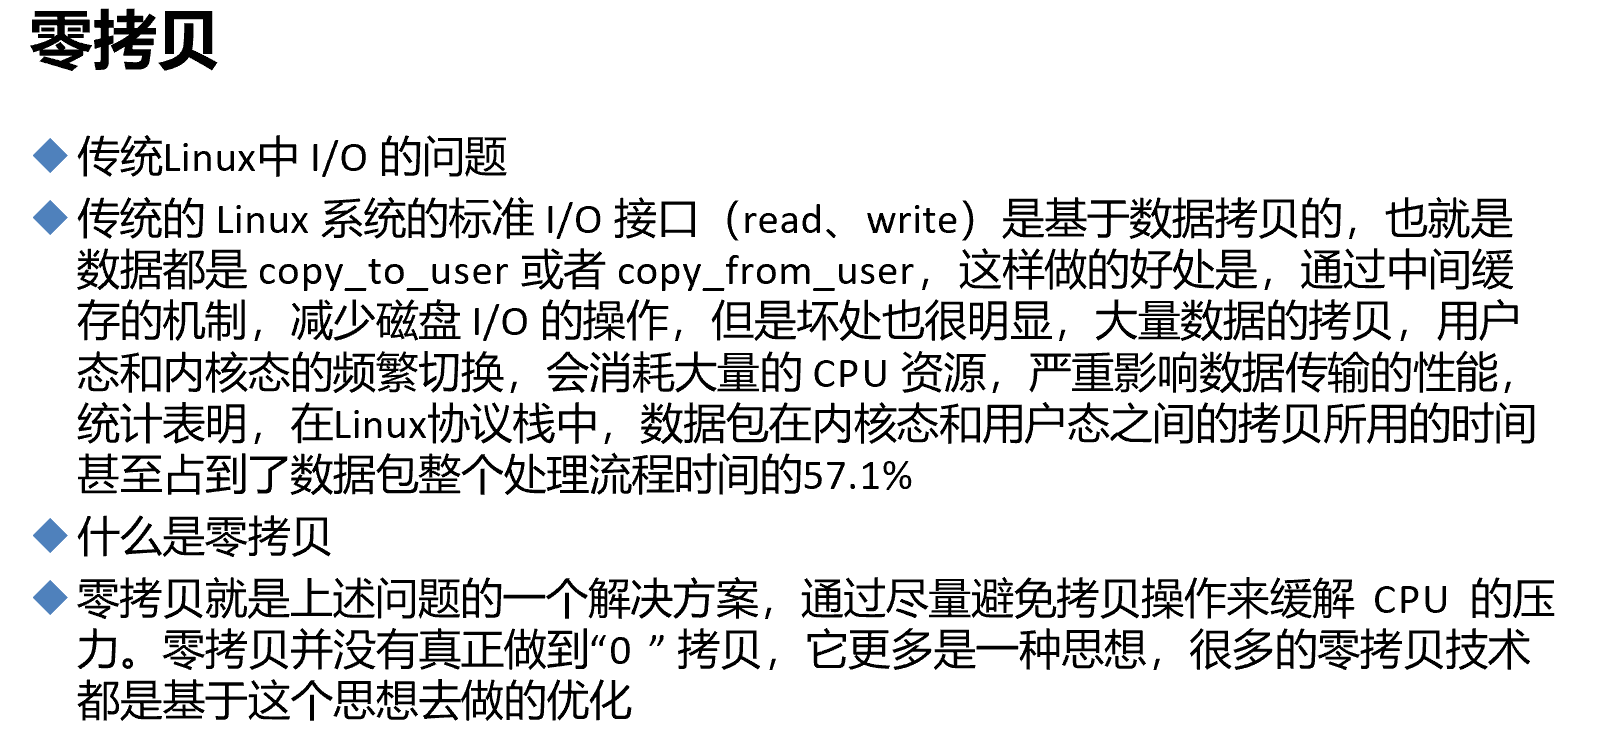 零拷贝
传统Linux中 I/O 的问题
传统的 Linux 系统的标准 I/O 接口（read、write）是基于数据拷贝的，也就是
数据都是 copy_to_user 或者 copy_from_user，这样做的好处是，通过中间缓
存的机制，减少磁盘 I/O 的操作，但是坏处也很明显，大量数据的拷贝，用户
态和内核态的频繁切换，会消耗大量的 CPU 资源，严重影响数据传输的性能，
统计表明，在Linux协议栈中，数据包在内核态和用户态之间的拷贝所用的时间
甚至占到了数据包整个处理流程时间的57.1%
什么是零拷贝
零拷贝就是上述问题的一个解决方案，通过尽量避免拷贝操作来缓解 CPU 的压
力。零拷贝并没有真正做到“0 ” 拷贝，它更多是一种思想，很多的零拷贝技术
都是基于这个思想去做的优化